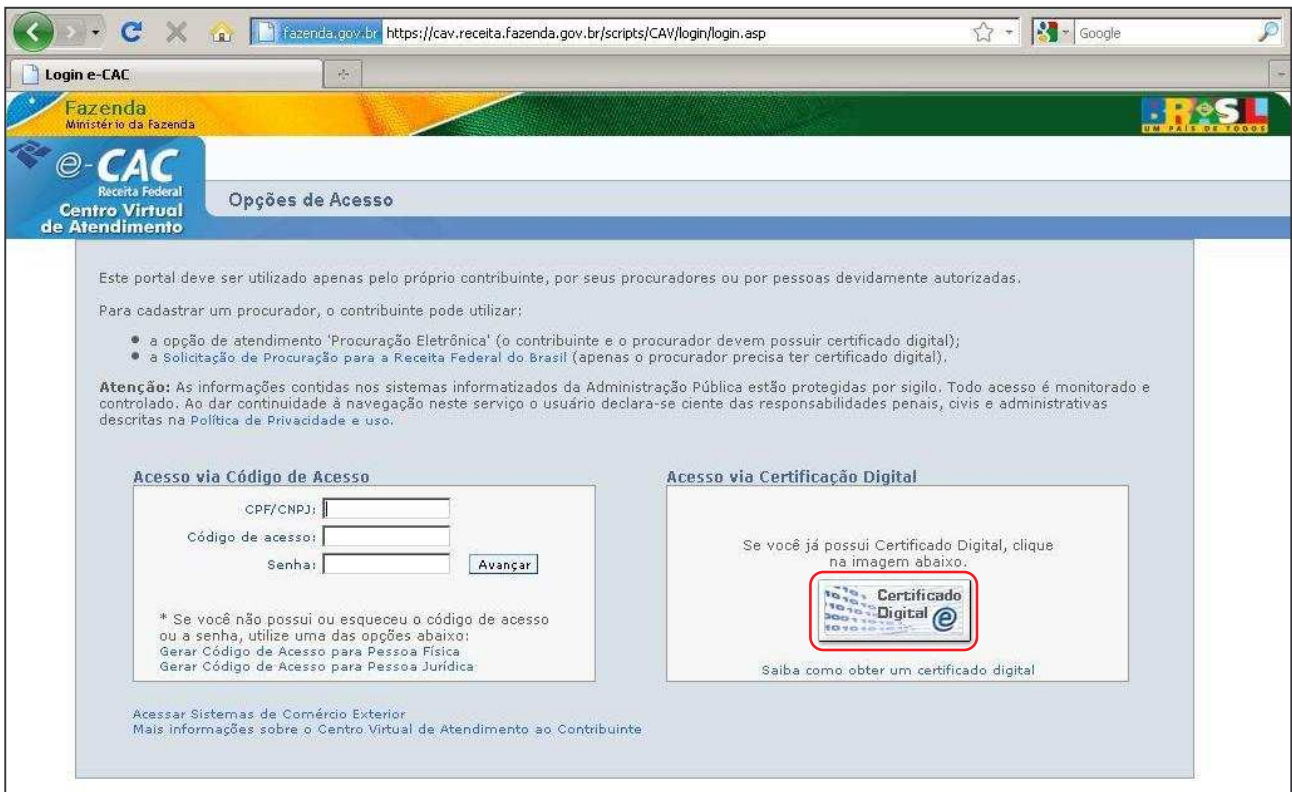 fazenda.gov.br https://cav.receita.fazenda.gov.br/scripts/CAV/login/login.asp
Google
Login e-CAC
Fazenda
Ministério da Fazenda
BRASIL
UM PAÍS DE TODOS
e-CAC
Receita Federal
Centro Virtual
de Atendimento
Opções de Acesso
Este portal deve ser utilizado apenas pelo próprio contribuinte, por seus procuradores ou por pessoas devidamente autorizadas.
Para cadastrar um procurador, o contribuinte pode utilizar:
• a opção de atendimento 'Procuração Eletrônica' (o contribuinte e o procurador devem possuir certificado digital);
• a Solicitação de Procuração para a Receita Federal do Brasil (apenas o procurador precisa ter certificado digital).
Atenção: As informações contidas nos sistemas informatizados da Administração Pública estão protegidas por sigilo. Todo acesso é monitorado e
controlado. Ao dar continuidade à navegação neste serviço o usuário declara-se ciente das responsabilidades penais, civis e administrativas
descritas na Política de Privacidade e uso.
Acesso via Código de Acesso
CPF/CNPJ:
Código de acesso:
Senha:
Avançar
* Se você não possui ou esqueceu o código de acesso
ou a senha, utilize uma das opções abaixo:
Gerar Código de Acesso para Pessoa Física
Gerar Código de Acesso para Pessoa Jurídica
Acesso via Certificação Digital
Se você já possui Certificado Digital, clique
na imagem abaixo.
Certificado
Digital e
Saiba como obter um certificado digital
Acessar Sistemas de Comércio Exterior
Mais informações sobre o Centro Virtual de Atendimento ao Contribuinte